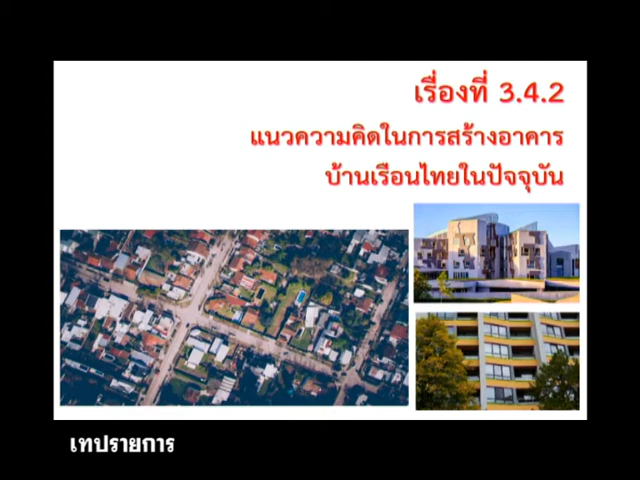 เรื่องที่ 3.4.2
แนวความคิดในการสร้างอาคาร
บ้านเรือนไทยในปัจจุบัน
เทปรายการ